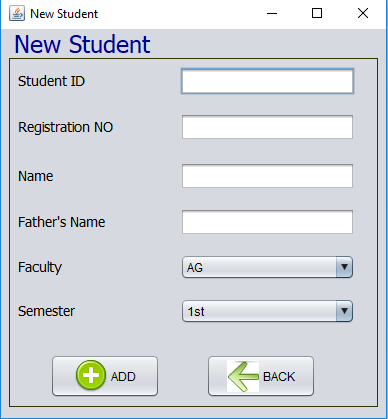 New Student
New Student
Student ID
Registration NO
Name
Father's Name
Faculty AG
Semester 1st
ADD BACK